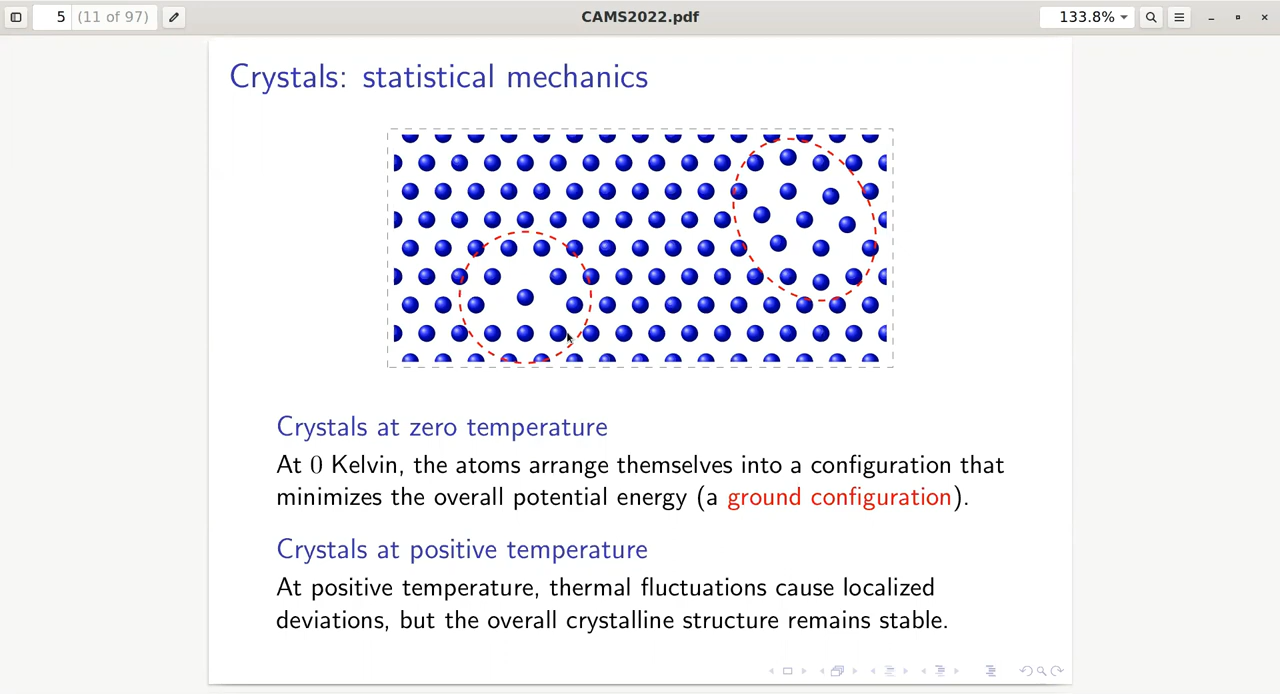 5 (11 of 97)
CAMS2022.pdf
133.8%
Crystals: statistical mechanics
Crystals at zero temperature
At 0 Kelvin, the atoms arrange themselves into a configuration that
minimizes the overall potential energy (a ground configuration).
Crystals at positive temperature
At positive temperature, thermal fluctuations cause localized
deviations, but the overall crystalline structure remains stable.